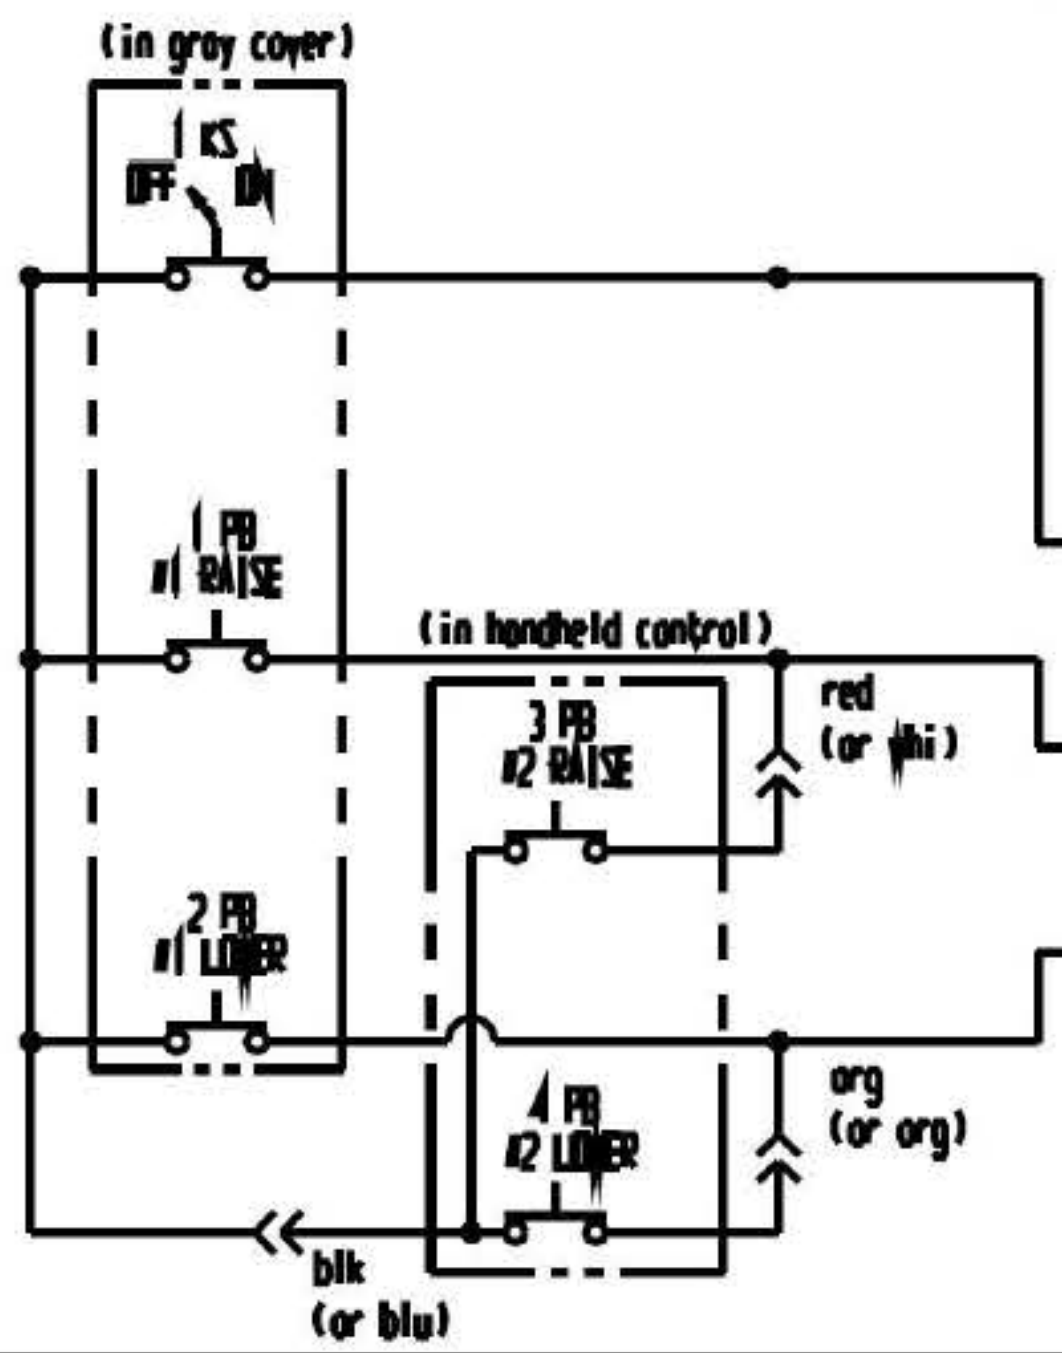 (in gray cover)
1 KS
OFF ON
1 PB
#1 RAISE
(in handheld control)
red
(or whi)
3 PB
#2 RAISE
2 PB
#1 LOWER
org
(or org)
4 PB
#2 LOWER
blk
(or blu)